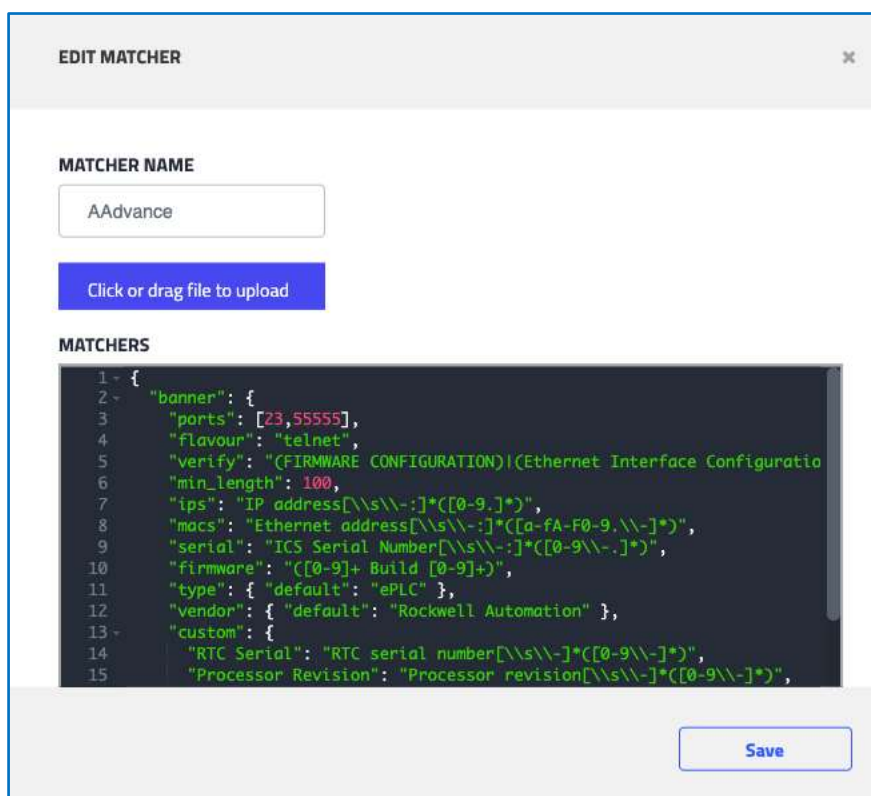 EDIT MATCHER ×
MATCHER NAME
AAdvance
Click or drag file to upload
MATCHERS
1 {
2 "banner": {
3 "ports": [23,55555],
4 "flavour": "telnet",
5 "verify": "(FIRMWARE CONFIGURATION)|(Ethernet Interface Configuratio
6 "min_length": 100,
7 "ips": "IP address[\\s\\-:]*([0-9.]*)",
8 "macs": "Ethernet address[\\s\\-:]*([a-fA-F0-9.\\-]*)",
9 "serial": "ICS Serial Number[\\s\\-:]*([0-9\\-.]*)",
10 "firmware": "([0-9]+ Build [0-9]+)",
11 "type": { "default": "ePLC" },
12 "vendor": { "default": "Rockwell Automation" },
13 "custom": {
14 "RTC Serial": "RTC serial number[\\s\\-]*([0-9\\-]*)",
15 "Processor Revision": "Processor revision[\\s\\-]*([0-9\\-]*)",
Save